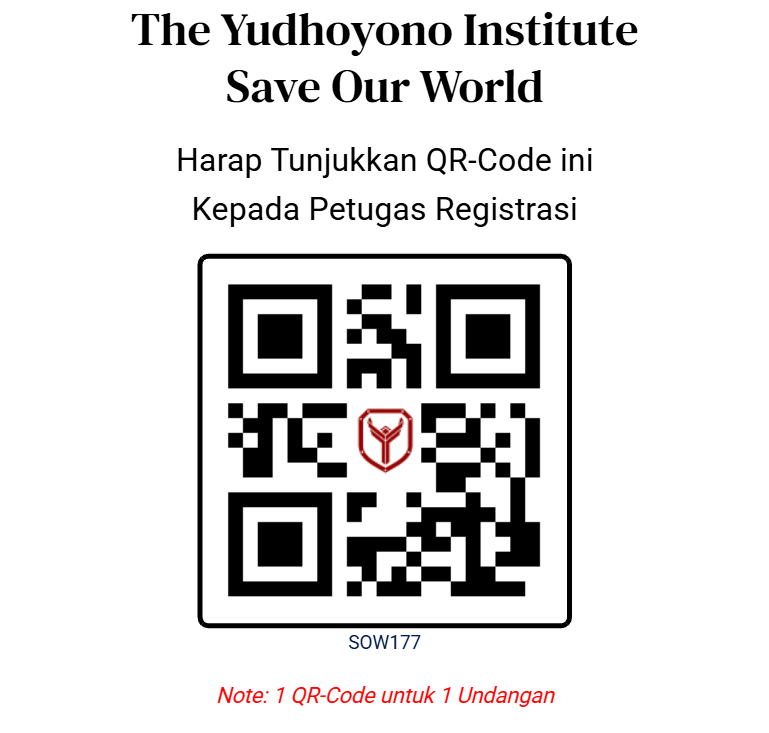 The Yudhoyono Institute
Save Our World
Harap Tunjukkan QR-Code ini
Kepada Petugas Registrasi
SOW177
Note: 1 QR-Code untuk 1 Undangan